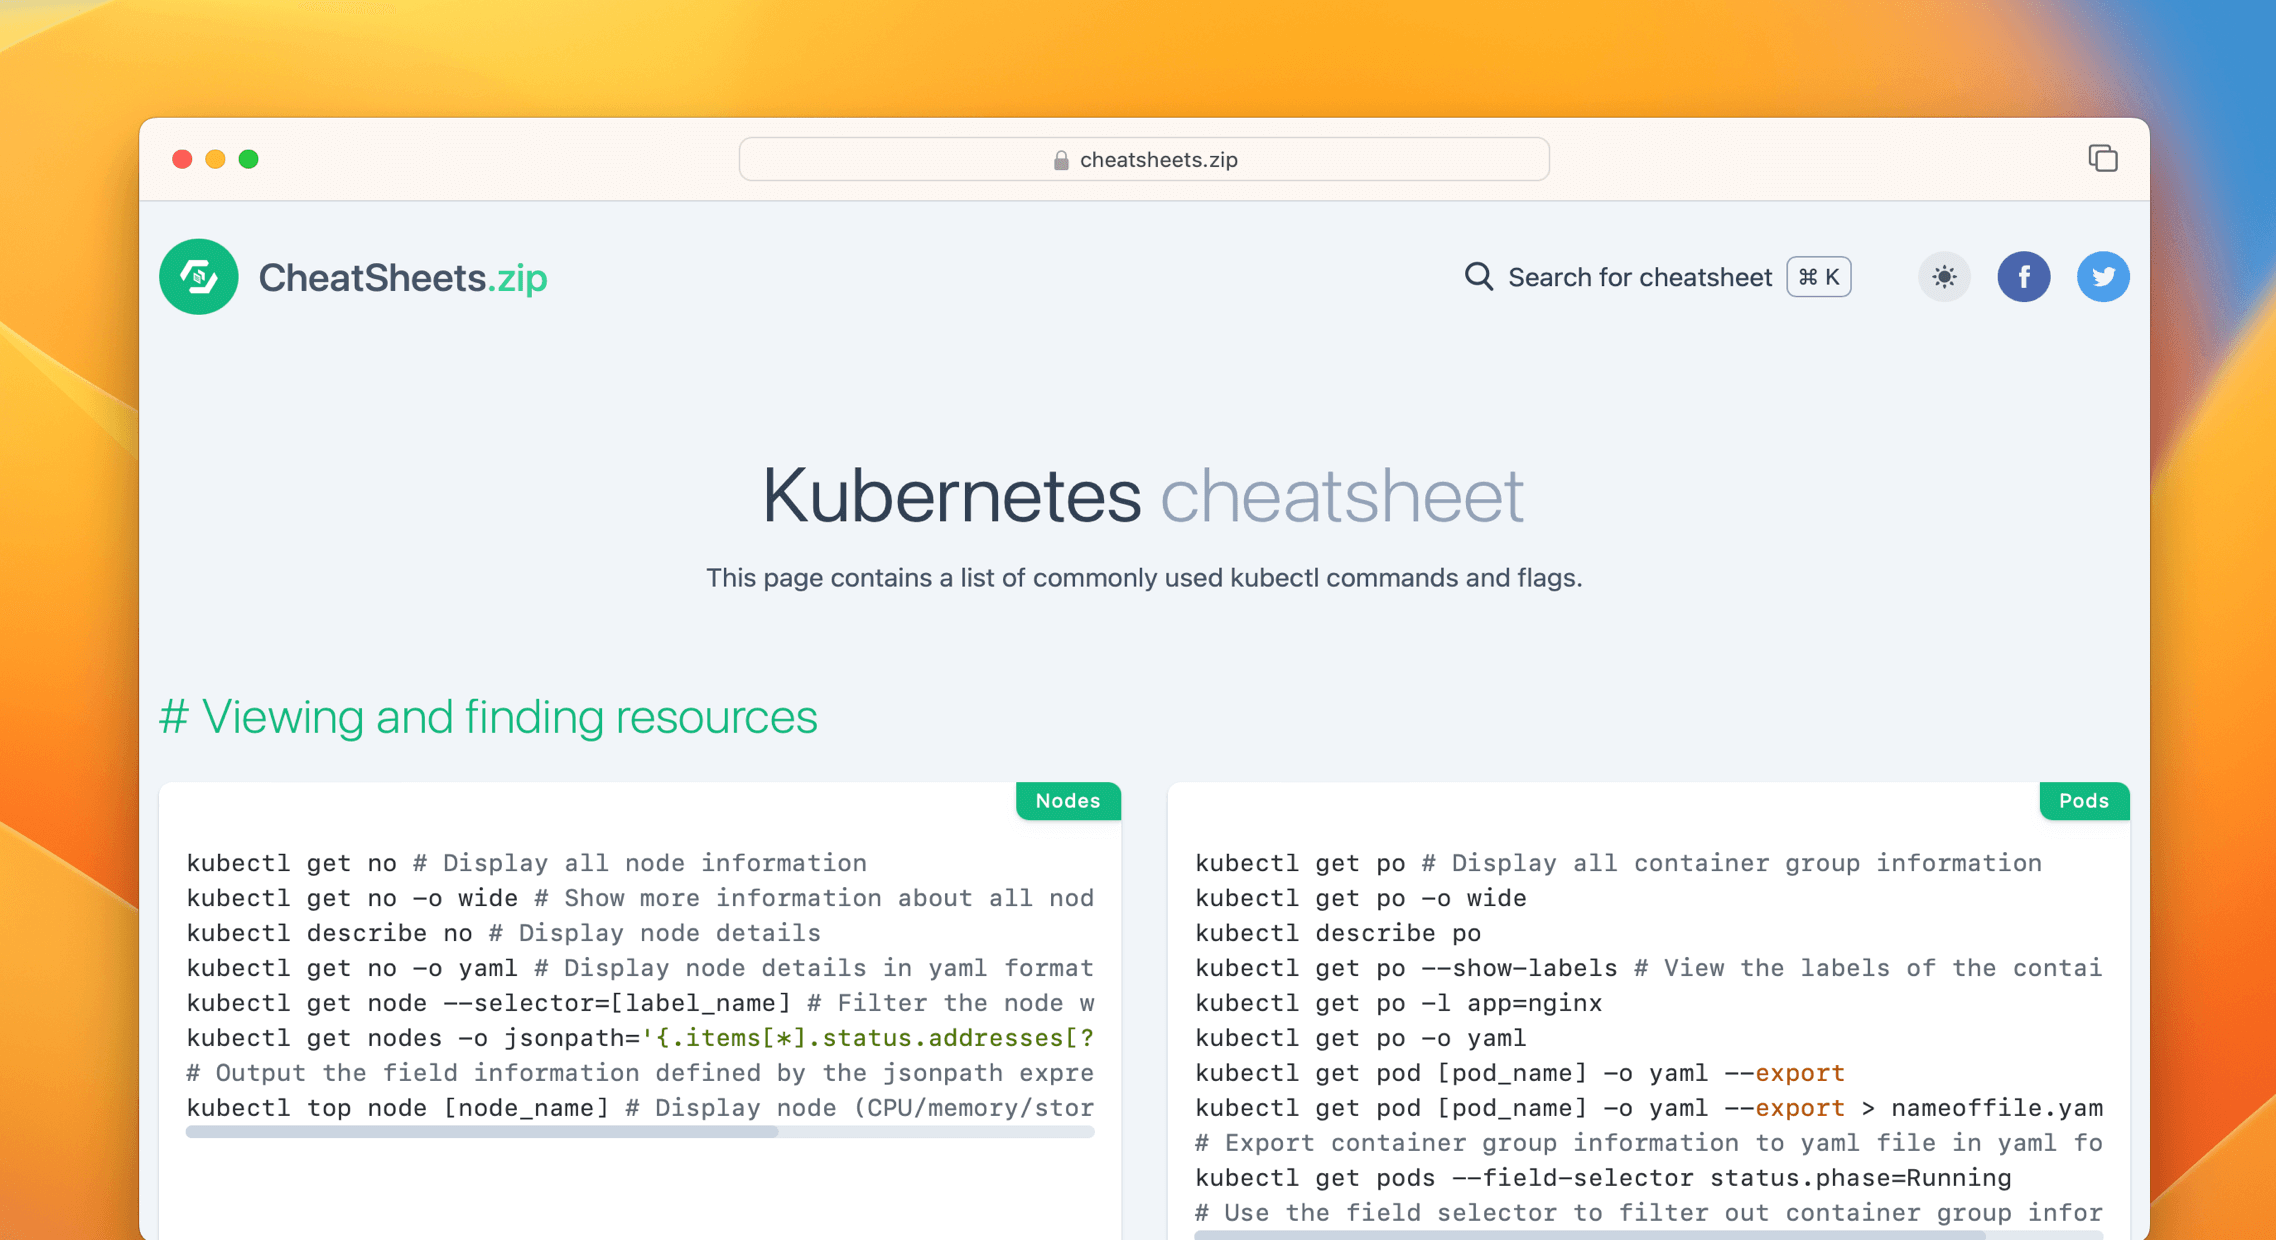 cheatsheets.zip
CheatSheets.zip
Search for cheatsheet ⌘ K
Kubernetes cheatsheet
This page contains a list of commonly used kubectl commands and flags.
# Viewing and finding resources
Nodes
kubectl get no # Display all node information
kubectl get no -o wide # Show more information about all nod
kubectl describe no # Display node details
kubectl get no -o yaml # Display node details in yaml format
kubectl get node --selector=[label_name] # Filter the node w
kubectl get nodes -o jsonpath='{.items[*].status.addresses[?
# Output the field information defined by the jsonpath expre
kubectl top node [node_name] # Display node (CPU/memory/stor
Pods
kubectl get po # Display all container group information
kubectl get po -o wide
kubectl describe po
kubectl get po --show-labels # View the labels of the contai
kubectl get po -l app=nginx
kubectl get po -o yaml
kubectl get pod [pod_name] -o yaml --export
kubectl get pod [pod_name] -o yaml --export > nameoffile.yam
# Export container group information to yaml file in yaml fo
kubectl get pods --field-selector status.phase=Running
# Use the field selector to filter out container group infor